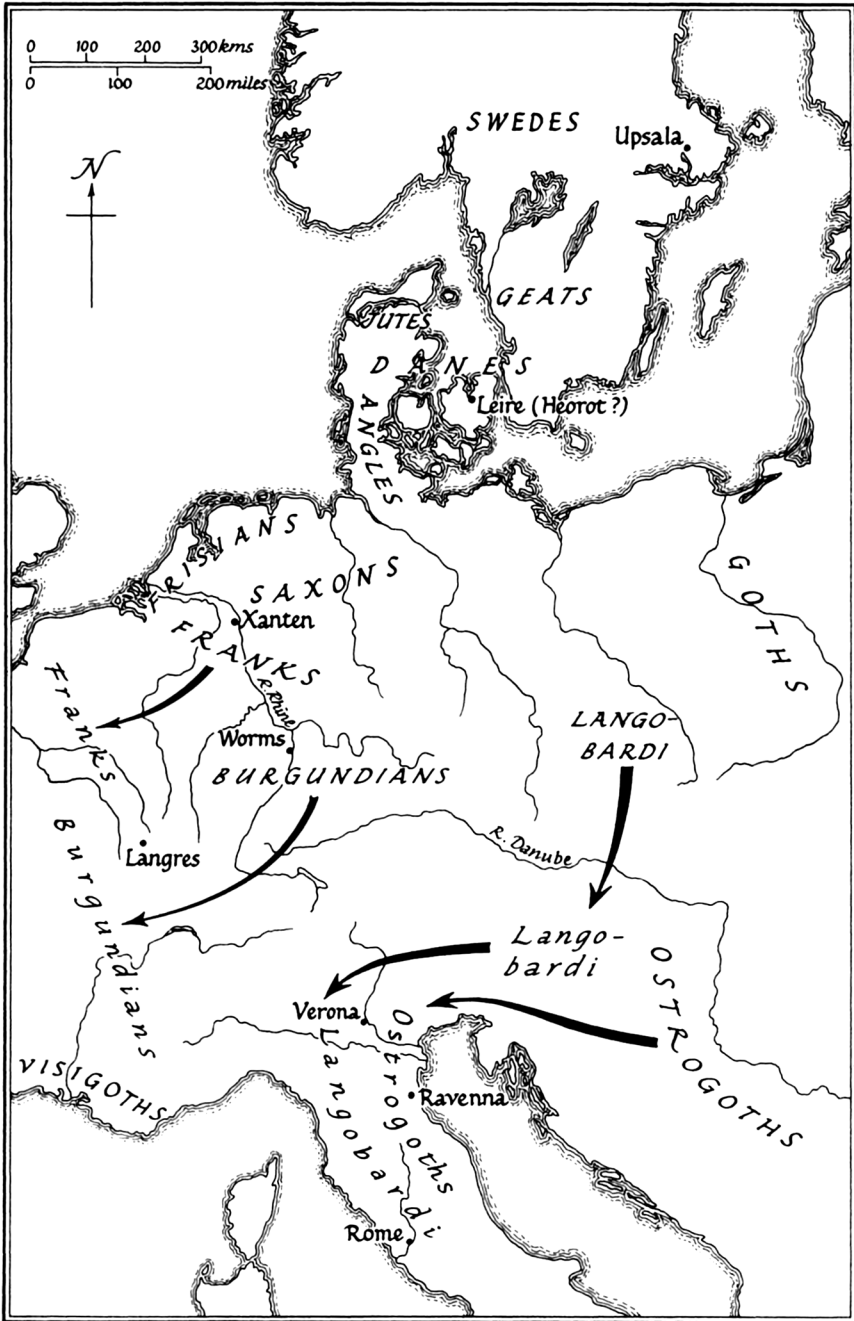 0 100 200 300 kms
0 100 200 miles
N
SWEDES
Upsala
GEATS
JUTES
DANES
Leire (Heorot?)
ANGLES
FRISIANS
SAXONS
GOTHS
Xanten
FRANKS
Franks
R. Rhine
LANGO-
BARDI
Worms
BURGUNDIANS
Langres
R. Danube
Burgundians
Lango-
bardi
OSTROGOTHS
Verona
Ostrogoths
Langobardi
VISIGOTHS
Ravenna
Rome